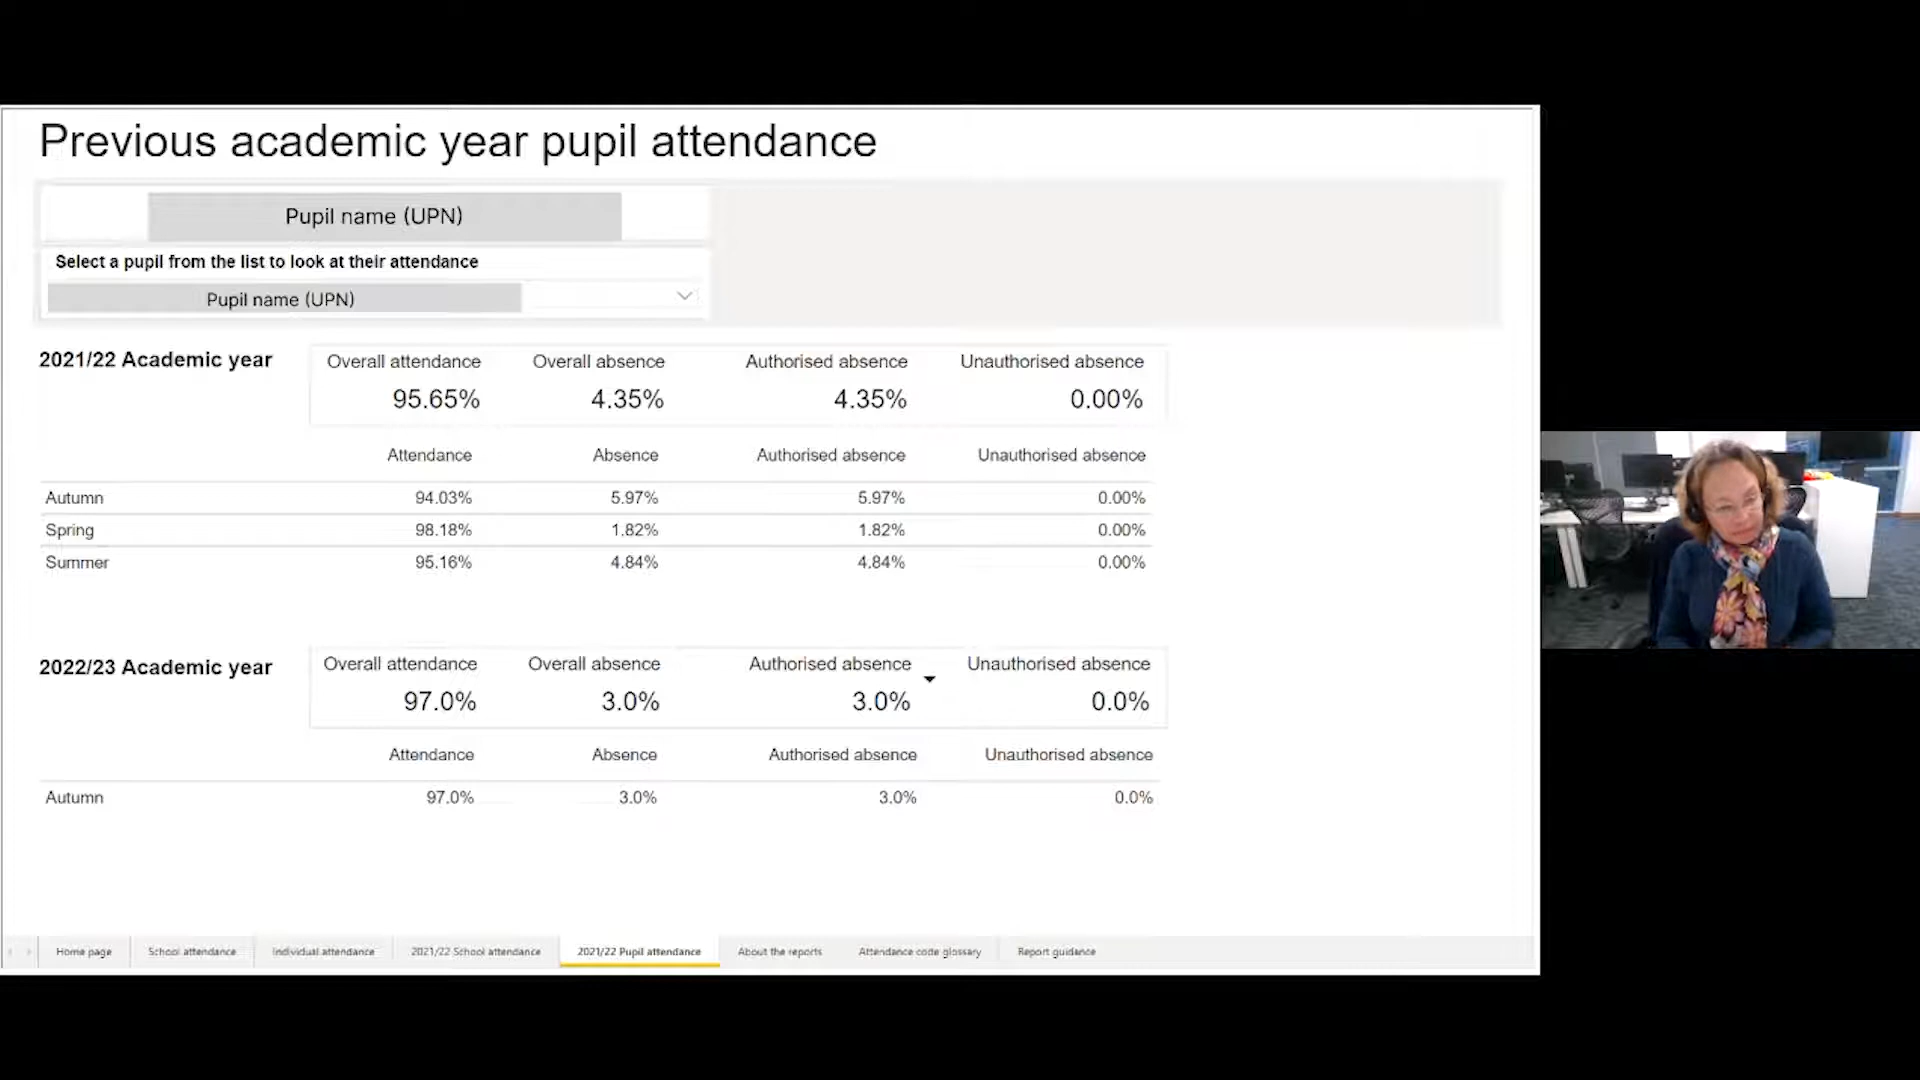 Previous academic year pupil attendance
Pupil name (UPN)
Select a pupil from the list to look at their attendance
Pupil name (UPN)
2021/22 Academic year
Overall attendance Overall absence Authorised absence Unauthorised absence
95.65% 4.35% 4.35% 0.00%
Attendance Absence Authorised absence Unauthorised absence
Autumn 94.03% 5.97% 5.97% 0.00%
Spring 98.18% 1.82% 1.82% 0.00%
Summer 95.16% 4.84% 4.84% 0.00%
2022/23 Academic year
Overall attendance Overall absence Authorised absence Unauthorised absence
97.0% 3.0% 3.0% 0.0%
Attendance Absence Authorised absence Unauthorised absence
Autumn 97.0% 3.0% 3.0% 0.0%
Home page School attendance Individual attendance 2021/22 School attendance 2021/22 Pupil attendance About the reports Attendance code glossary Report guidance